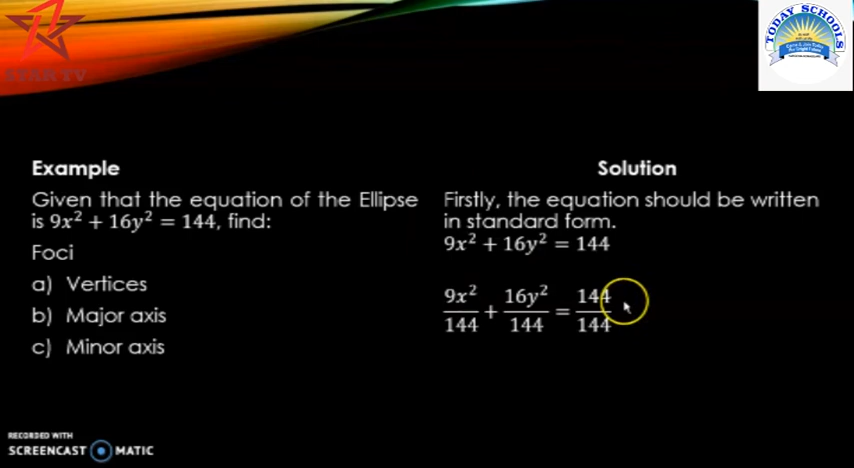 STAR TV
TODAY SCHOOLS
Example
Given that the equation of the Ellipse
is 9x² + 16y² = 144, find:
Foci
a) Vertices
b) Major axis
c) Minor axis
Solution
Firstly, the equation should be written
in standard form.
9x² + 16y² = 144
9x²/144 + 16y²/144 = 144/144
RECORDED WITH
SCREENCAST MATIC